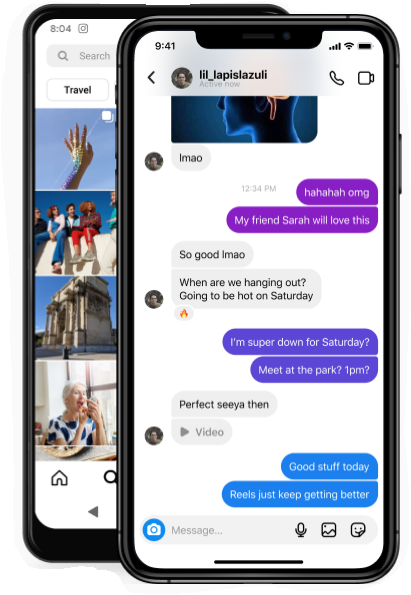 8:04
Search
Travel
9:41
lil_lapislazuli
Active now
lmao
12:34 PM
hahahah omg
My friend Sarah will love this
So good lmao
When are we hanging out?
Going to be hot on Saturday
I'm super down for Saturday?
Meet at the park? 1pm?
Perfect seeya then
Video
Good stuff today
Reels just keep getting better
Message...